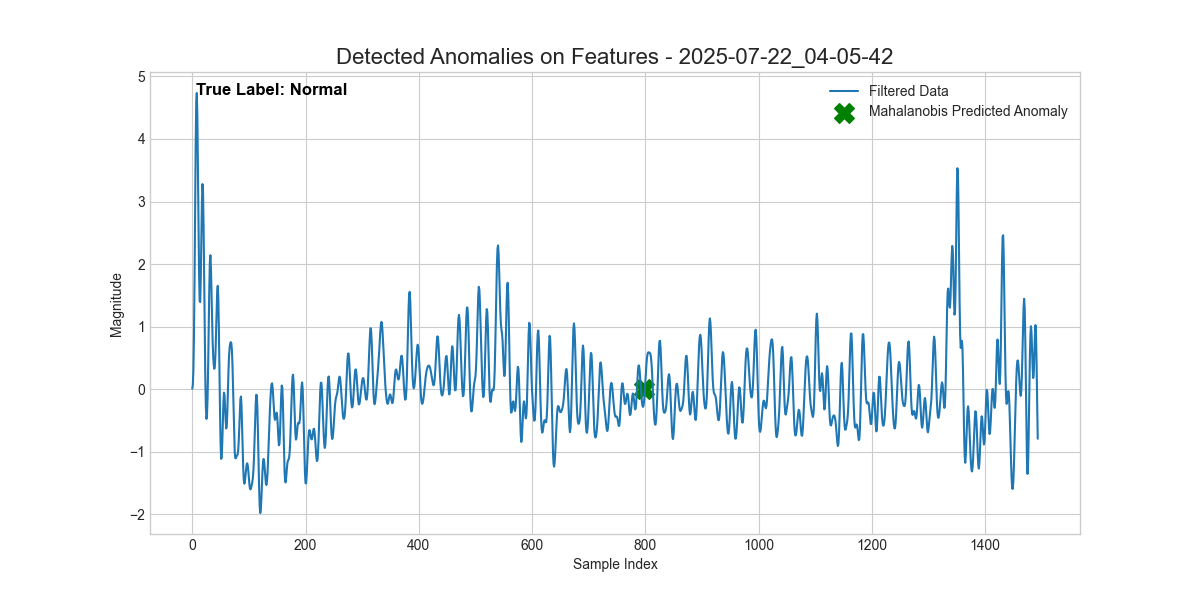 Detected Anomalies on Features - 2025-07-22_04-05-42
True Label: Normal
Filtered Data
Mahalanobis Predicted Anomaly
Magnitude
5
4
3
2
1
0
−1
−2
0 200 400 600 800 1000 1200 1400
Sample Index